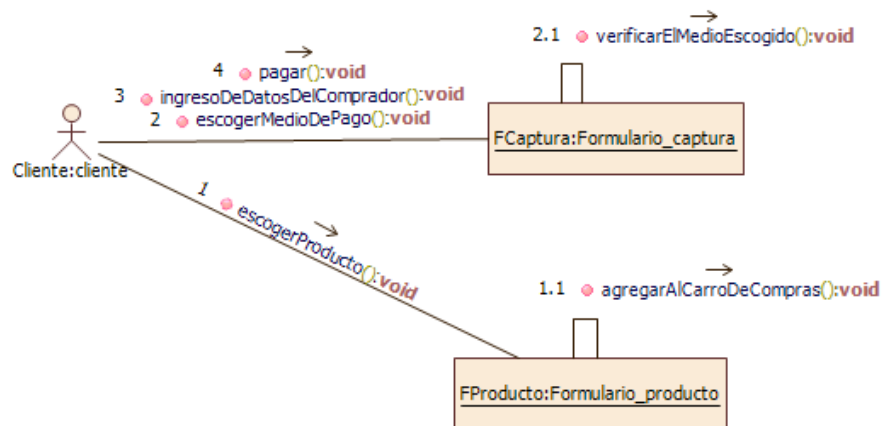 2.1 verificarElMedioEscogido():void
4 pagar():void
3 ingresoDeDatosDelComprador():void
2 escogerMedioDePago():void
FCaptura:Formulario_captura
Cliente:cliente
1 escogerProducto():void
1.1 agregarAlCarroDeCompras():void
FProducto:Formulario_producto